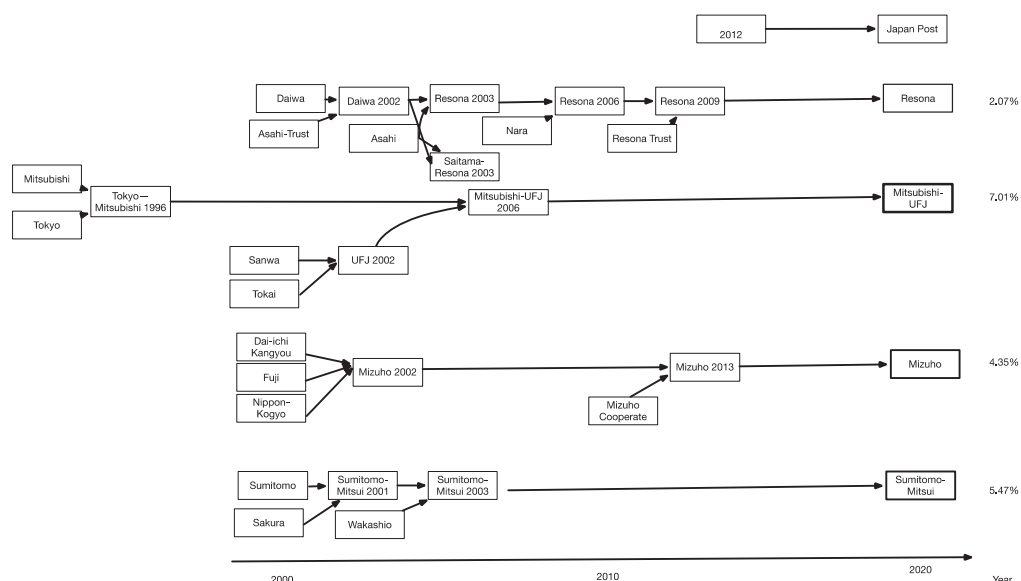 2012
Japan Post
Daiwa
Daiwa 2002
Resona 2003
Resona 2006
Resona 2009
Resona
2.07%
Asahi-Trust
Asahi
Nara
Resona Trust
Saitama-
Resona 2003
Mitsubishi
Tokyo—
Mitsubishi 1996
Mitsubishi-UFJ
2006
Mitsubishi-
UFJ
7.01%
Tokyo
Sanwa
UFJ 2002
Tokai
Dai-ichi
Kangyou
Fuji
Nippon-
Kogyo
Mizuho 2002
Mizuho 2013
Mizuho
4.35%
Mizuho
Cooperate
Sumitomo
Sumitomo-
Mitsui 2001
Sumitomo-
Mitsui 2003
Sumitomo-
Mitsui
5.47%
Sakura
Wakashio
2000
2010
2020
Year